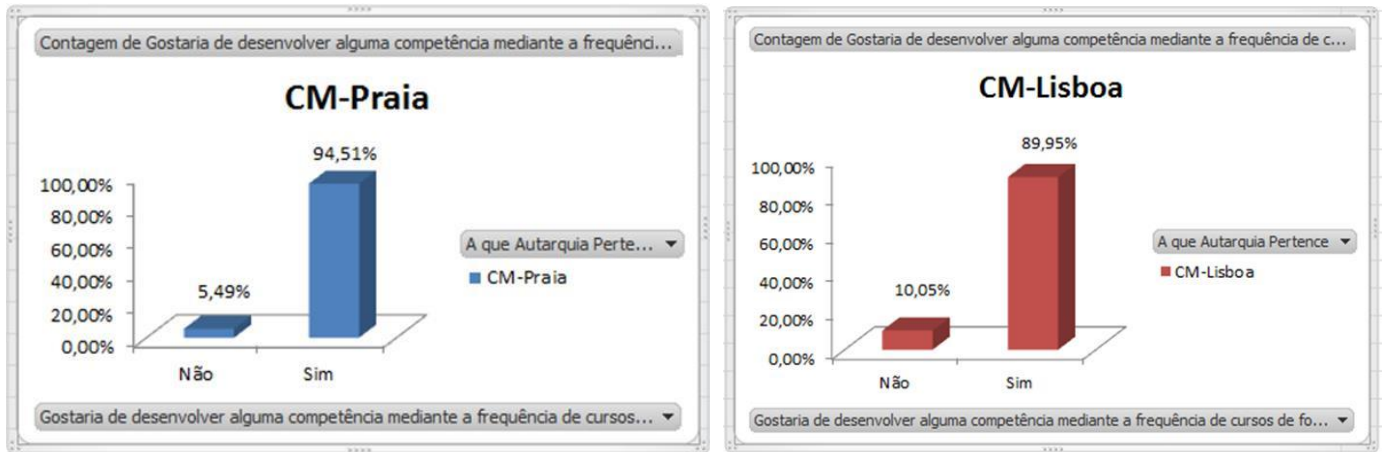 Contagem de Gostaria de desenvolver alguma competência mediante a frequênci...
CM-Praia
94,51%
100,00%
80,00%
60,00%
40,00%
20,00%
0,00%
5,49%
Não
Sim
A que Autarquia Perte...
CM-Praia
Gostaria de desenvolver alguma competência mediante a frequência de cursos...
Contagem de Gostaria de desenvolver alguma competência mediante a frequência de c...
CM-Lisboa
89,95%
100,00%
80,00%
60,00%
40,00%
20,00%
0,00%
10,05%
Não
Sim
A que Autarquia Pertence
CM-Lisboa
Gostaria de desenvolver alguma competência mediante a frequência de cursos de fo...